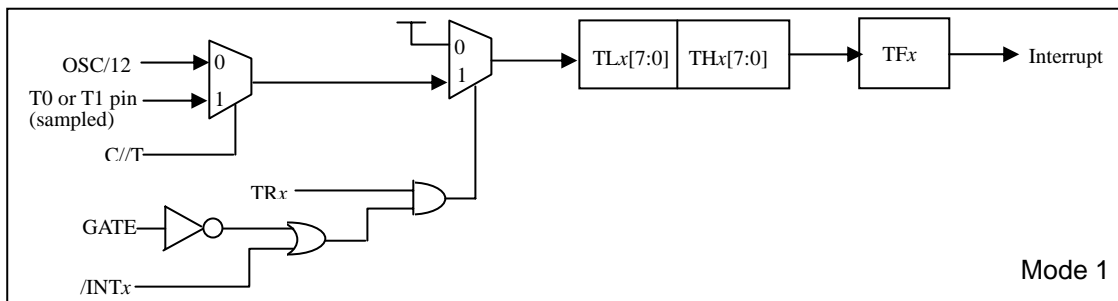 OSC/12
T0 or T1 pin
(sampled)
C//T
0
1
0
1
TLx[7:0]
THx[7:0]
TFx
Interrupt
TRx
GATE
/INTx
Mode 1